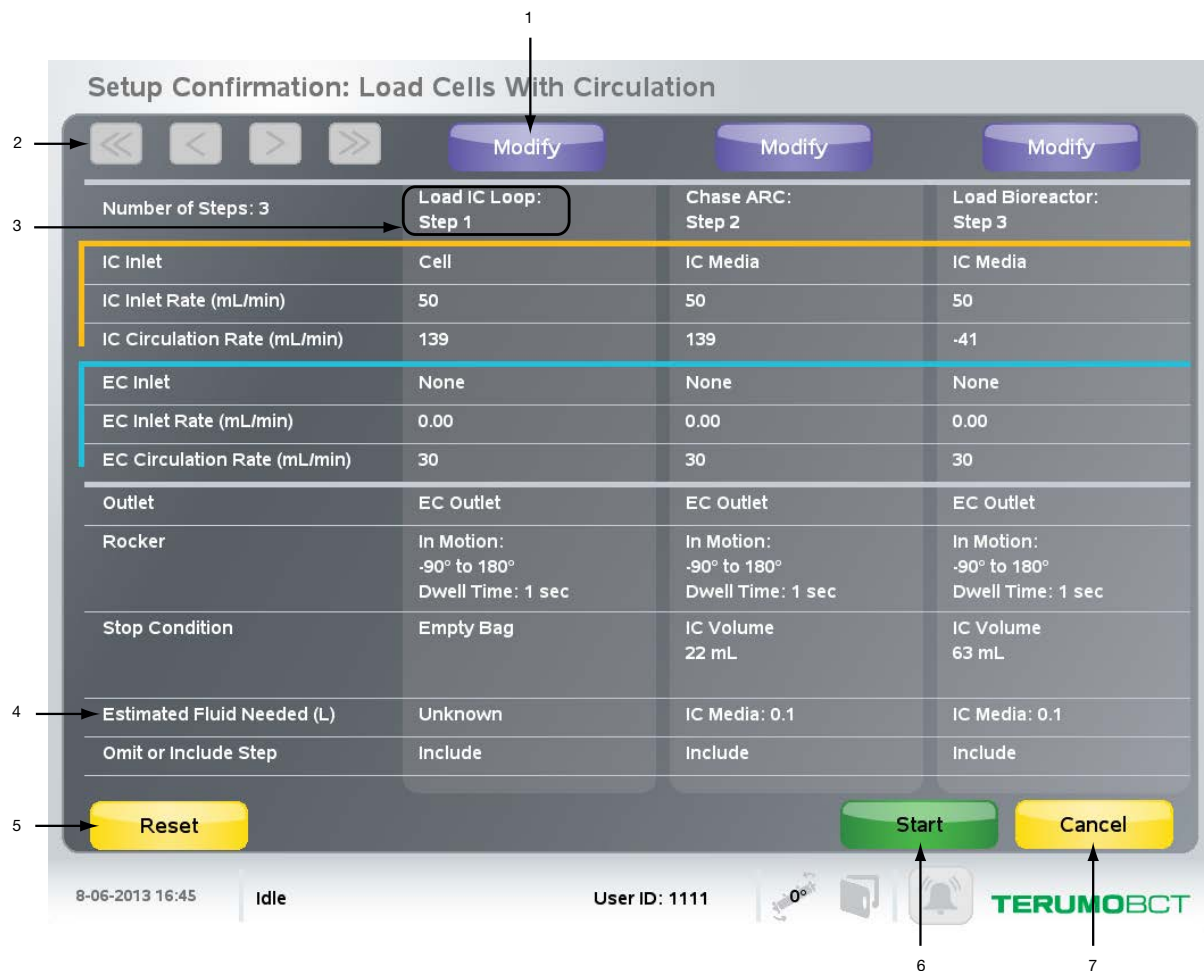 1
Setup Confirmation: Load Cells With Circulation
2
Modify Modify Modify
Number of Steps: 3
Load IC Loop: Chase ARC: Load Bioreactor:
3
Step 1 Step 2 Step 3
IC Inlet Cell IC Media IC Media
IC Inlet Rate (mL/min) 50 50 50
IC Circulation Rate (mL/min) 139 139 -41
EC Inlet None None None
EC Inlet Rate (mL/min) 0.00 0.00 0.00
EC Circulation Rate (mL/min) 30 30 30
Outlet EC Outlet EC Outlet EC Outlet
Rocker In Motion: In Motion: In Motion:
-90° to 180° -90° to 180° -90° to 180°
Dwell Time: 1 sec Dwell Time: 1 sec Dwell Time: 1 sec
Stop Condition Empty Bag IC Volume IC Volume
22 mL 63 mL
4 Estimated Fluid Needed (L) Unknown IC Media: 0.1 IC Media: 0.1
Omit or Include Step Include Include Include
5 Reset Start Cancel
8-06-2013 16:45 Idle User ID: 1111 0° TERUMOBCT
6 7